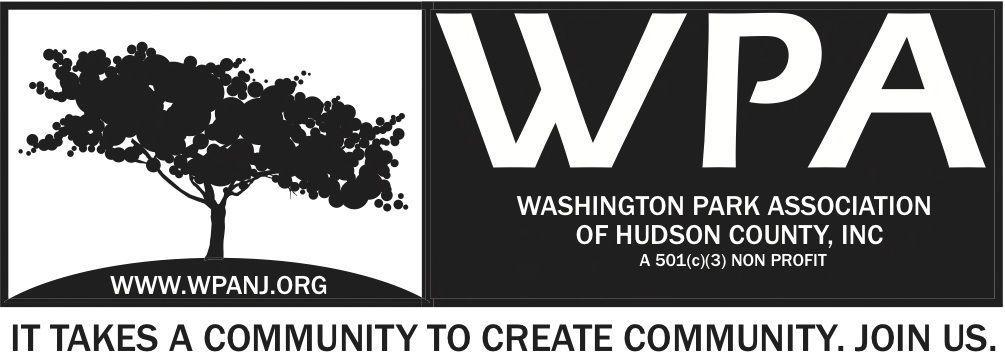 WPA
WASHINGTON PARK ASSOCIATION
OF HUDSON COUNTY, INC
A 501(c)(3) NON PROFIT
WWW.WPANJ.ORG
IT TAKES A COMMUNITY TO CREATE COMMUNITY. JOIN US.